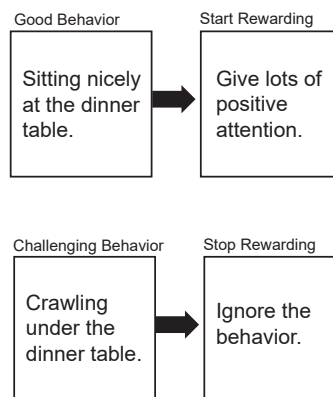 Good Behavior
Start Rewarding
Sitting nicely
at the dinner
table.
Give lots of
positive
attention.
Challenging Behavior
Stop Rewarding
Crawling
under the
dinner table.
Ignore the
behavior.